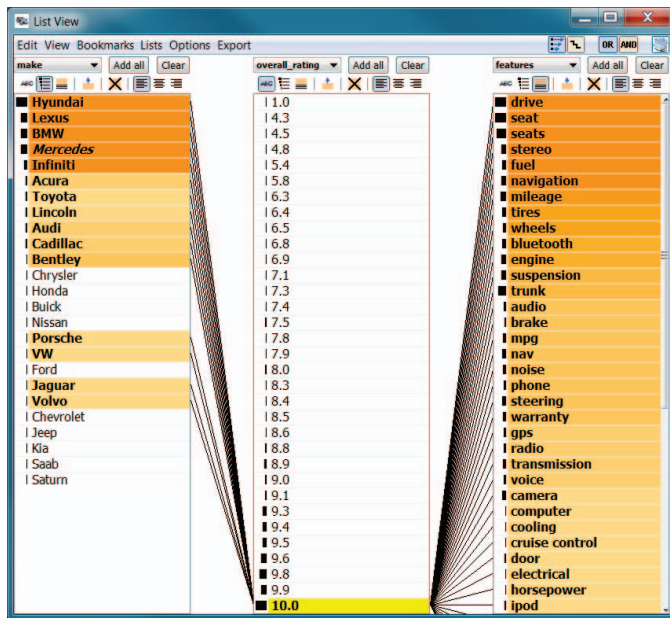 List View
Edit View Bookmarks Lists Options Export
OR AND
make Add all Clear
overall_rating Add all Clear
features Add all Clear
ABC
ABC
ABC
Hyundai
Lexus
BMW
Mercedes
Infiniti
Acura
Toyota
Lincoln
Audi
Cadillac
Bentley
Chrysler
Honda
Buick
Nissan
Porsche
VW
Ford
Jaguar
Volvo
Chevrolet
Jeep
Kia
Saab
Saturn
1.0
4.3
4.5
4.8
5.4
5.8
6.3
6.4
6.5
6.8
6.9
7.1
7.3
7.4
7.5
7.8
7.9
8.0
8.3
8.4
8.5
8.6
8.8
8.9
9.0
9.1
9.3
9.4
9.5
9.6
9.8
9.9
10.0
drive
seat
seats
stereo
fuel
navigation
mileage
tires
wheels
bluetooth
engine
suspension
trunk
audio
brake
mpg
nav
noise
phone
steering
warranty
gps
radio
transmission
voice
camera
computer
cooling
cruise control
door
electrical
horsepower
ipod